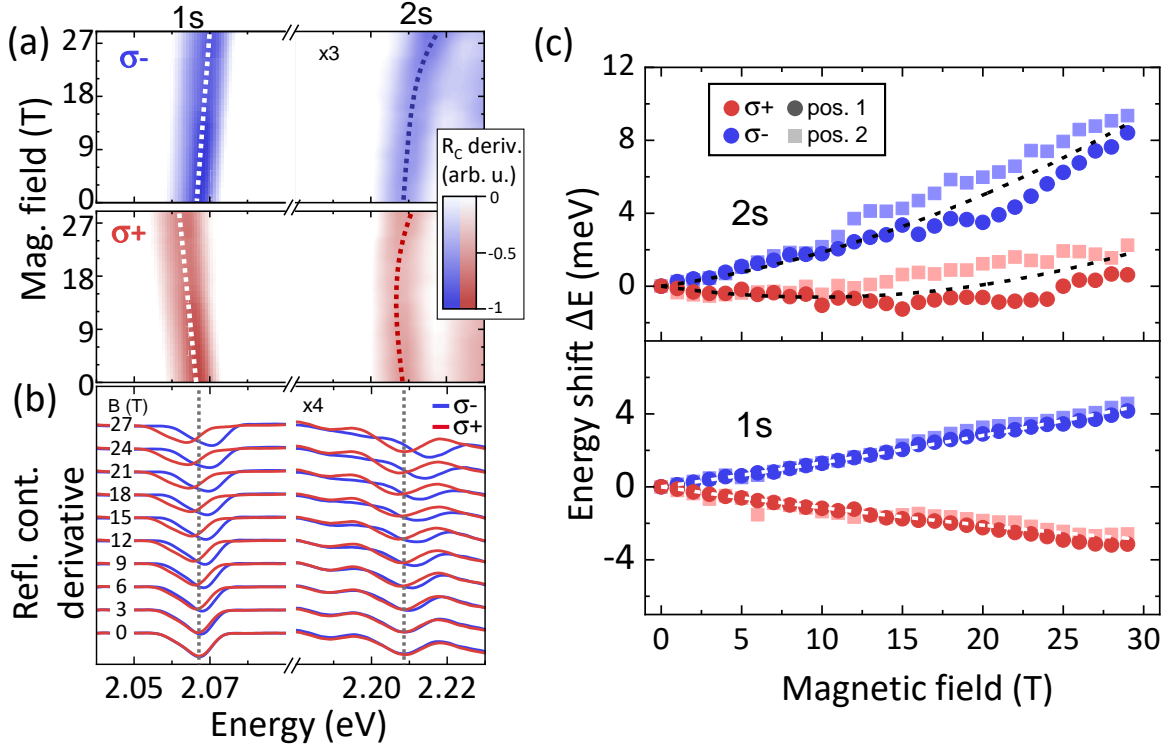 (a)
1s
2s
27
σ-
x3
18
9
0
R_C deriv.
(arb. u.)
0
-0.5
-1
27
σ+
18
9
0
Mag. field (T)
(b)
B (T)
x4
σ-
σ+
27
24
21
18
15
12
9
6
3
0
Refl. cont.
derivative
2.05
2.07
2.20
2.22
Energy (eV)
(c)
12
8
4
0
σ+
pos. 1
σ-
pos. 2
2s
1s
4
0
-4
Energy shift ΔE (meV)
0
5
10
15
20
25
30
Magnetic field (T)